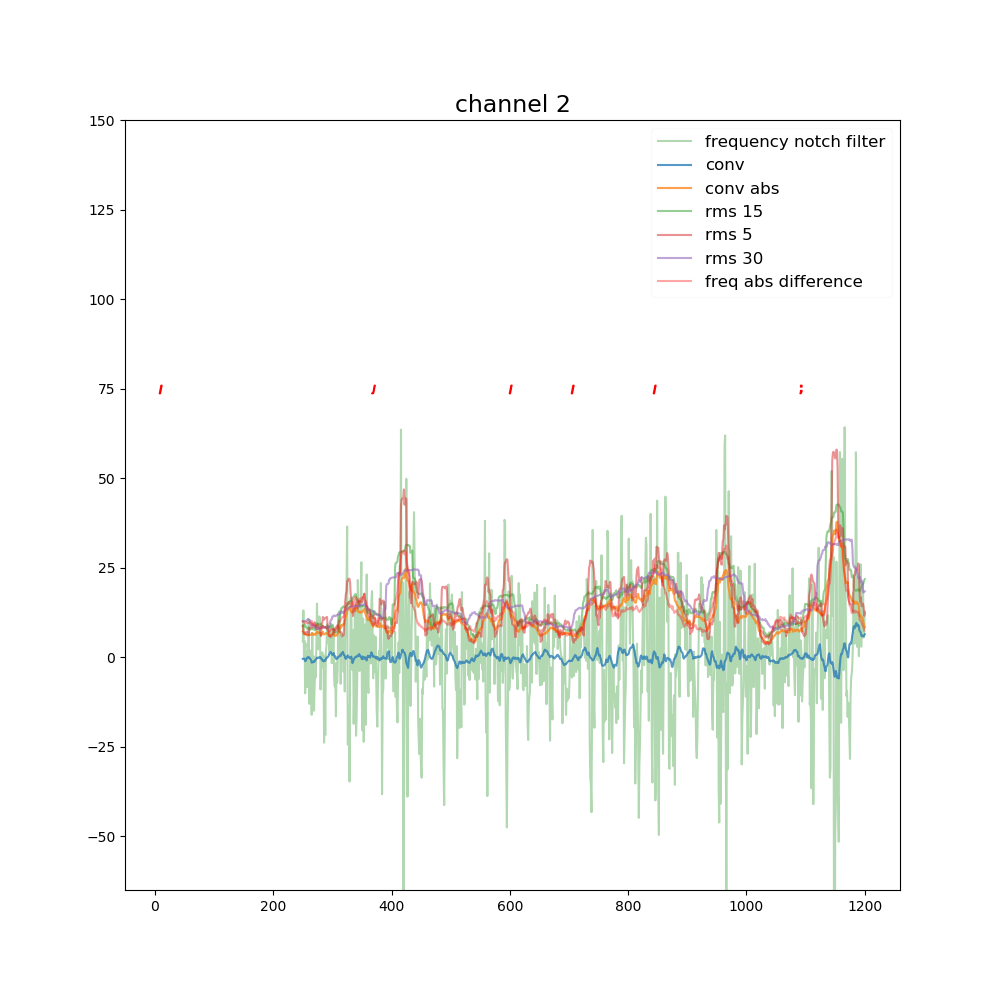 channel 2
150
125
100
75
50
25
0
−25
−50
frequency notch filter
conv
conv abs
rms 15
rms 5
rms 30
freq abs difference
0 200 400 600 800 1000 1200